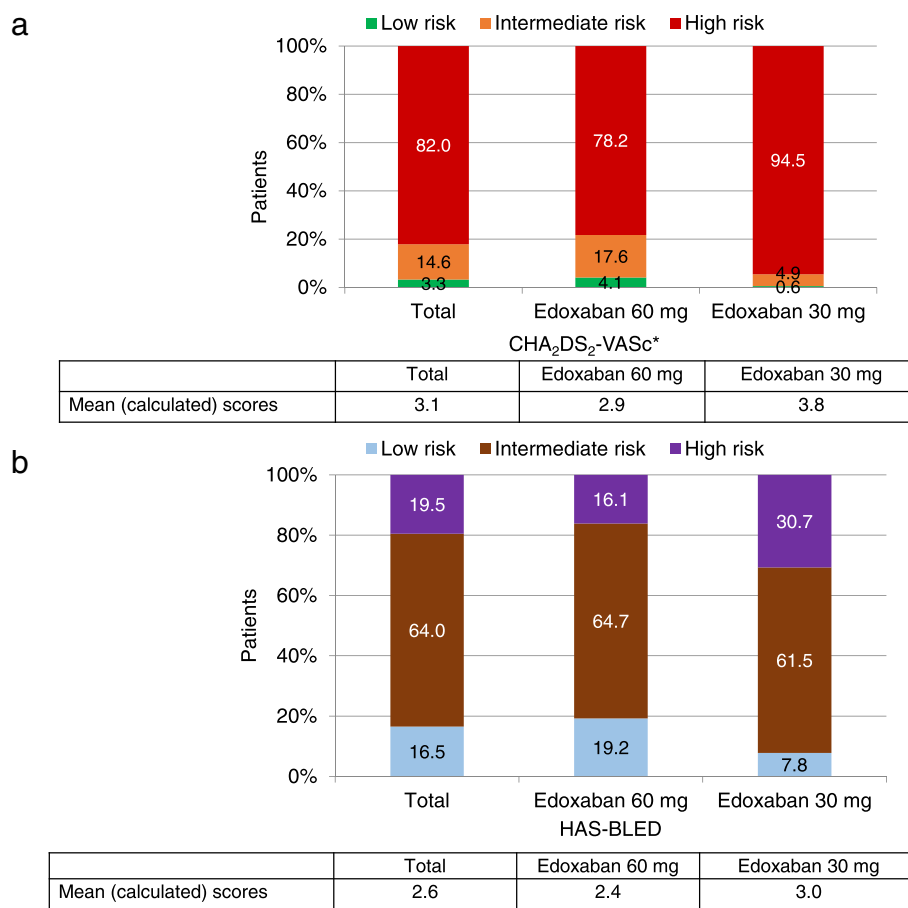 a
Low risk Intermediate risk High risk
100%
80%
60%
40%
20%
0%
Patients
82.0 78.2 94.5
14.6 17.6 4.9
3.3 4.1 0.6
Total Edoxaban 60 mg Edoxaban 30 mg
CHA₂DS₂-VASc*
Total Edoxaban 60 mg Edoxaban 30 mg
Mean (calculated) scores 3.1 2.9 3.8
b
Low risk Intermediate risk High risk
100%
80%
60%
40%
20%
0%
Patients
19.5 16.1 30.7
64.0 64.7 61.5
16.5 19.2 7.8
Total Edoxaban 60 mg Edoxaban 30 mg
HAS-BLED
Total Edoxaban 60 mg Edoxaban 30 mg
Mean (calculated) scores 2.6 2.4 3.0